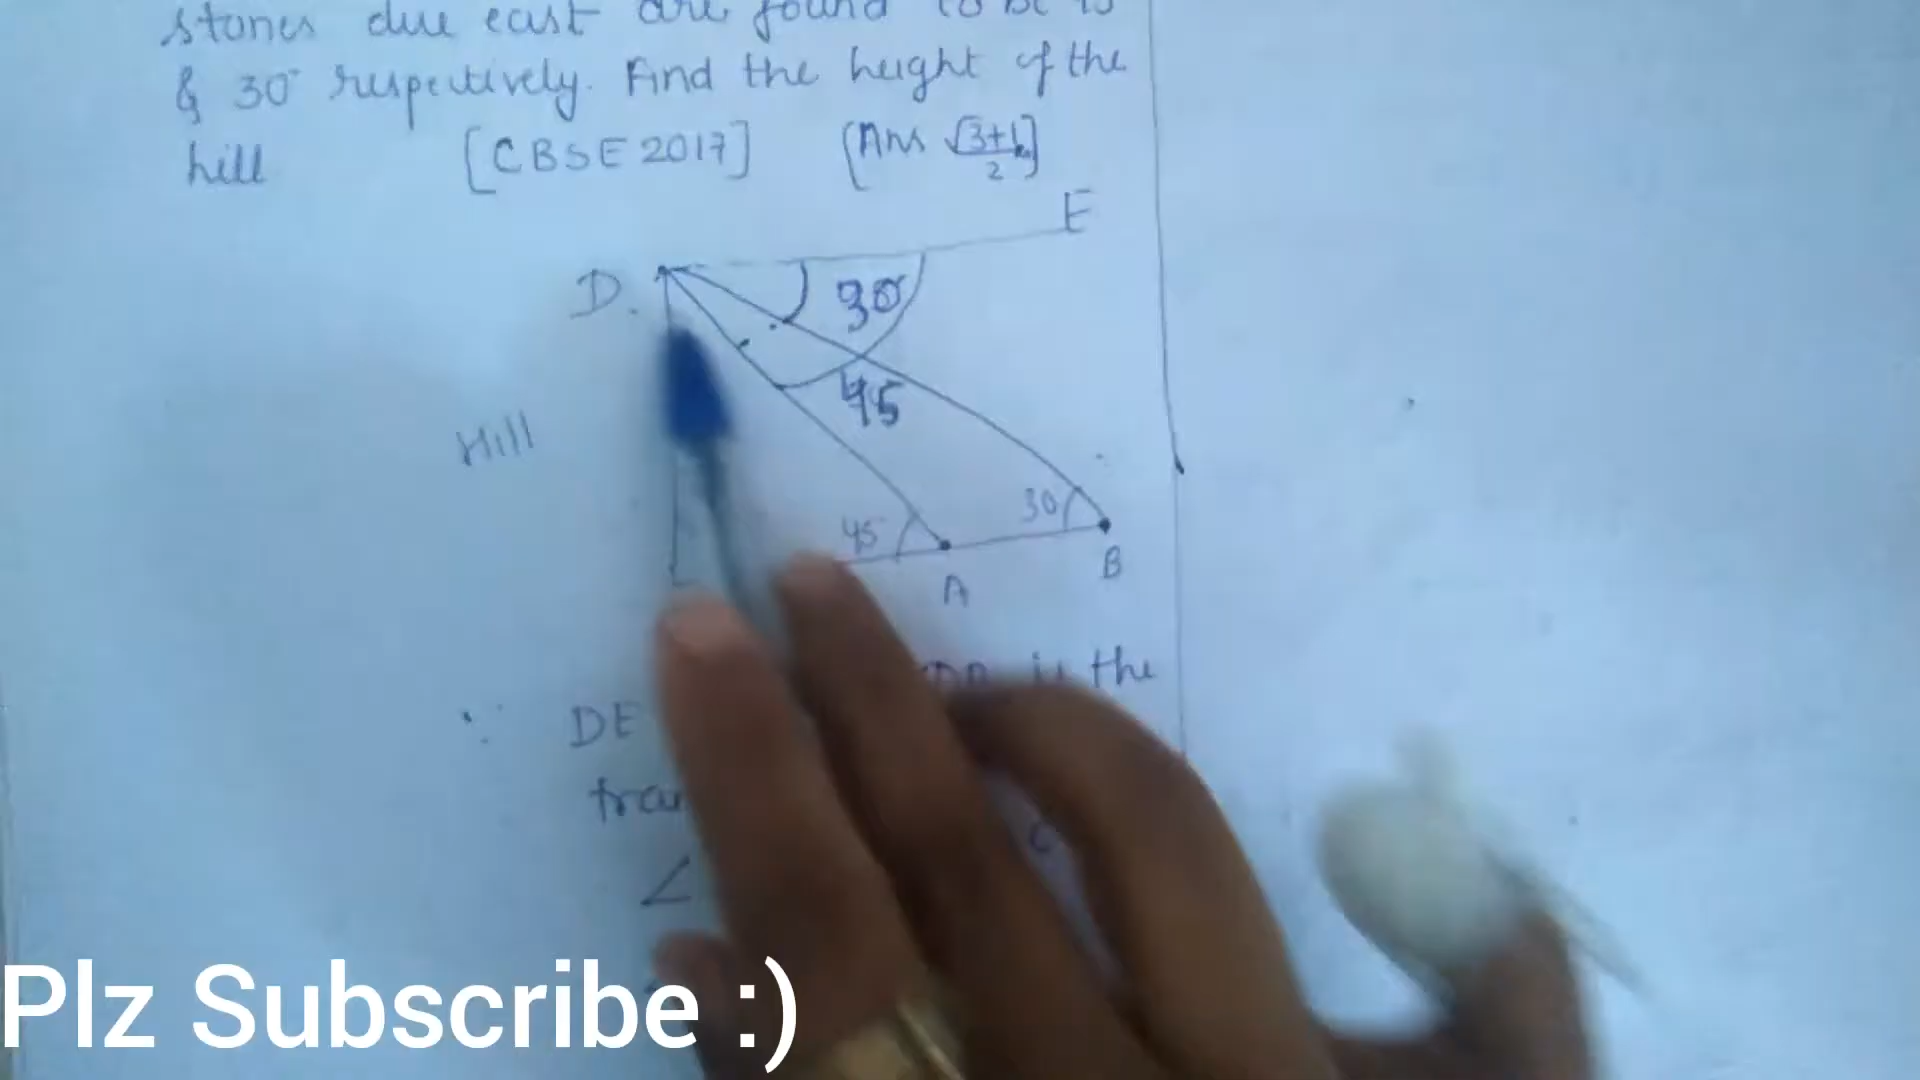 stones due east are found to be
& 30° respectively. Find the height of the
hill [CBSE 2017] [Ans √3+1/2]
E
D.
30
45
Hill
45
30
A
B
is the
DE
∠
Plz Subscribe :)